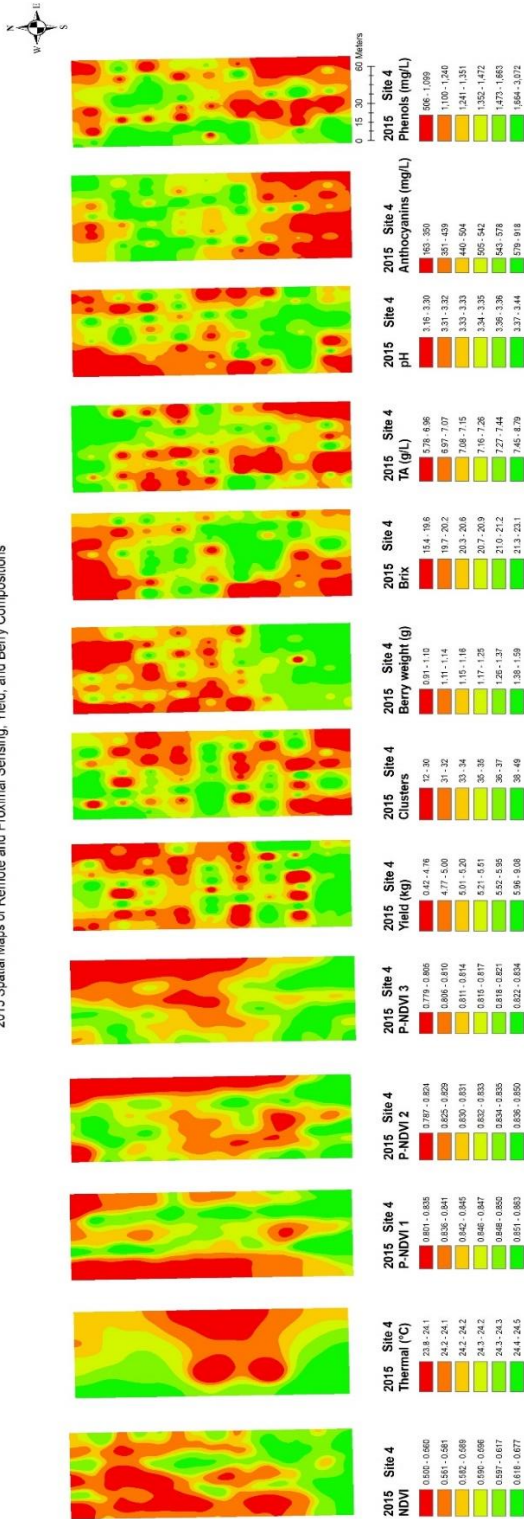 2015 Spatial Maps of Remote and Proximal Sensing, Yield, and Berry Compositions
N
W
E
S
2015 Site 4
NDVI
0.500 - 0.560
0.561 - 0.581
0.582 - 0.589
0.590 - 0.596
0.597 - 0.617
0.618 - 0.677
2015 Site 4
Thermal (°C)
23.8 - 24.1
24.2 - 24.1
24.2 - 24.2
24.3 - 24.2
24.3 - 24.3
24.4 - 24.5
2015 Site 4
P-NDVI 1
0.801 - 0.835
0.836 - 0.841
0.842 - 0.845
0.846 - 0.847
0.848 - 0.850
0.851 - 0.863
2015 Site 4
P-NDVI 2
0.787 - 0.824
0.825 - 0.829
0.830 - 0.831
0.832 - 0.833
0.834 - 0.835
0.836 - 0.850
2015 Site 4
P-NDVI 3
0.779 - 0.805
0.806 - 0.810
0.811 - 0.814
0.815 - 0.817
0.818 - 0.821
0.822 - 0.834
2015 Site 4
Yield (kg)
0.42 - 4.76
4.77 - 5.00
5.01 - 5.20
5.21 - 5.51
5.52 - 5.95
5.96 - 9.08
2015 Site 4
Clusters
12 - 30
31 - 32
33 - 34
35 - 35
36 - 37
38 - 49
2015 Site 4
Berry weight (g)
0.91 - 1.10
1.11 - 1.14
1.15 - 1.16
1.17 - 1.25
1.26 - 1.37
1.38 - 1.59
2015 Site 4
Brix
15.4 - 19.6
19.7 - 20.2
20.3 - 20.6
20.7 - 20.9
21.0 - 21.2
21.3 - 23.1
2015 Site 4
TA (g/L)
5.78 - 6.96
6.97 - 7.07
7.08 - 7.15
7.16 - 7.26
7.27 - 7.44
7.45 - 8.79
2015 Site 4
pH
3.16 - 3.30
3.31 - 3.32
3.33 - 3.33
3.34 - 3.35
3.36 - 3.36
3.37 - 3.44
2015 Site 4
Anthocyanins (mg/L)
163 - 350
351 - 439
440 - 504
505 - 542
543 - 578
579 - 918
0 15 30 60 Meters
2015 Site 4
Phenols (mg/L)
506 - 1,099
1,100 - 1,240
1,241 - 1,351
1,352 - 1,472
1,473 - 1,663
1,664 - 3,072